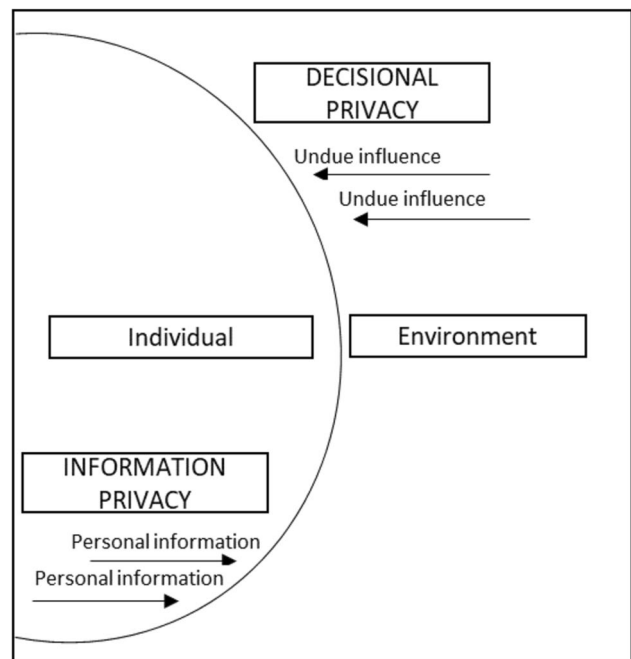 DECISIONAL
PRIVACY
Undue influence
Undue influence
Individual
Environment
INFORMATION
PRIVACY
Personal information
Personal information